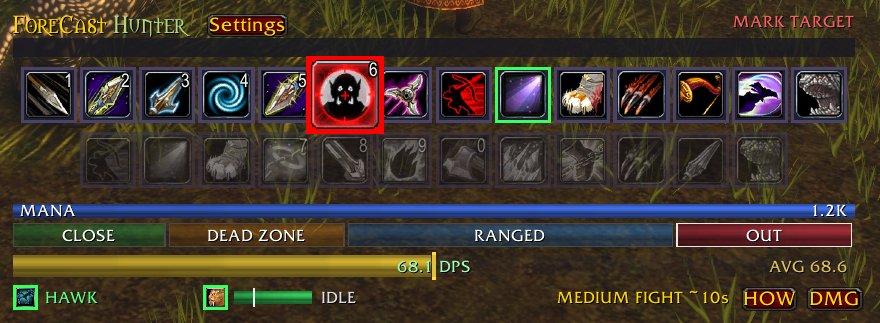 ForeCast Hunter Settings MARK TARGET
1 2 3 4 5 6
7 8 9 0
MANA 1.2K
CLOSE DEAD ZONE RANGED OUT
68.1 DPS AVG 68.6
HAWK IDLE MEDIUM FIGHT ~10s HOW DMG